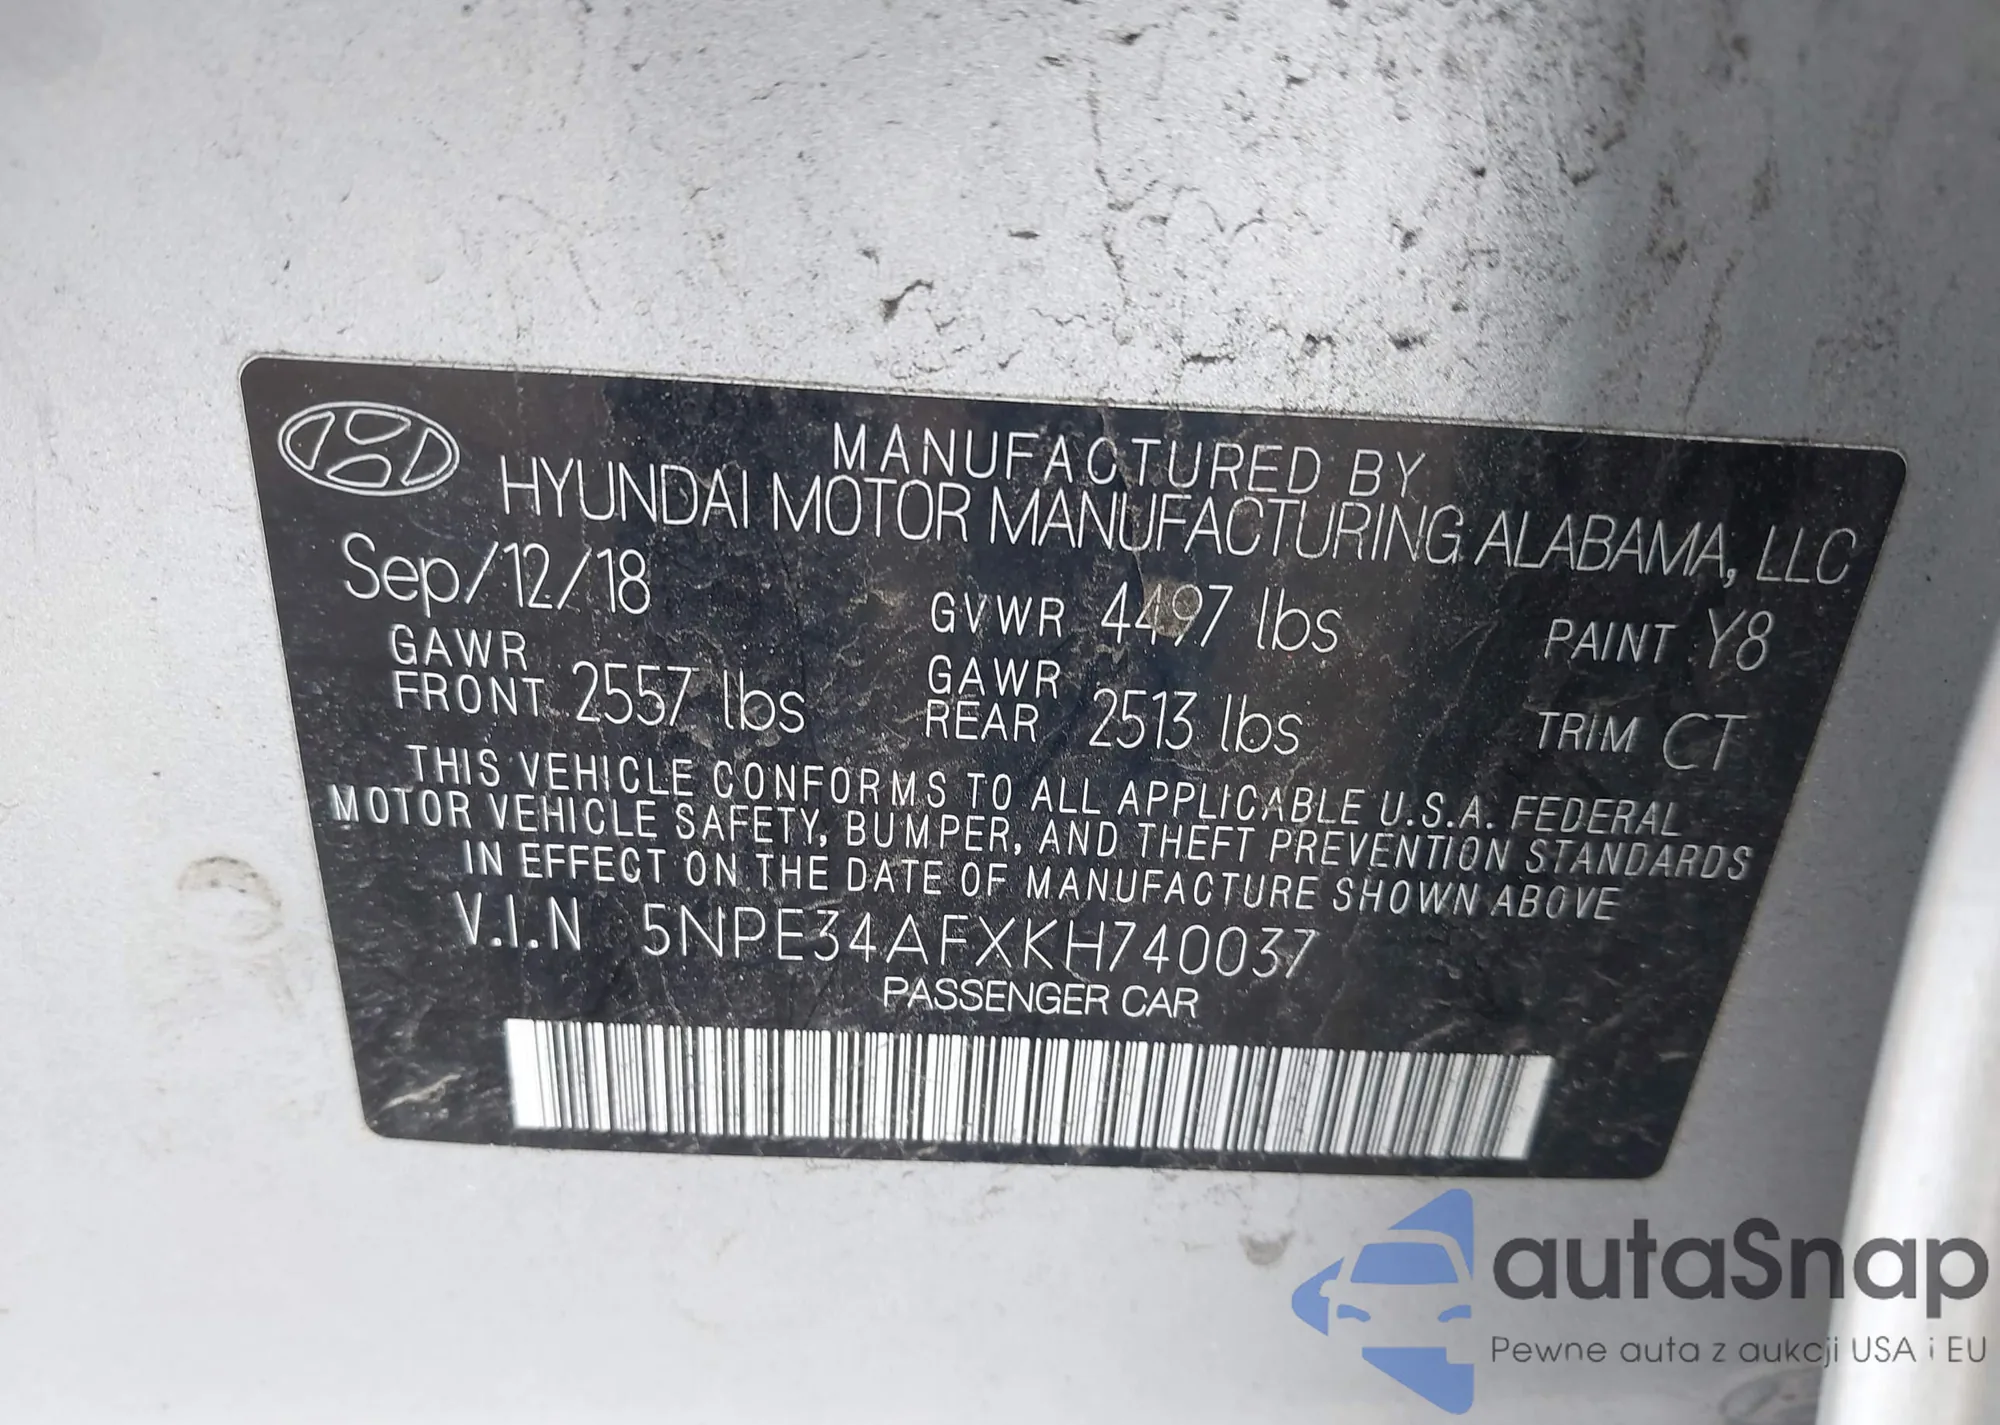 MANUFACTURED BY
HYUNDAI MOTOR MANUFACTURING ALABAMA, LLC
Sep/12/18
GVWR 4497 lbs
PAINT Y8
GAWR
FRONT 2557 lbs
GAWR
REAR 2513 lbs
TRIM CT
THIS VEHICLE CONFORMS TO ALL APPLICABLE U.S.A. FEDERAL
MOTOR VEHICLE SAFETY, BUMPER, AND THEFT PREVENTION STANDARDS
IN EFFECT ON THE DATE OF MANUFACTURE SHOWN ABOVE
V.I.N 5NPE34AFXKH740037
PASSENGER CAR
autaSnap
Pewne auta z aukcji USA i EU